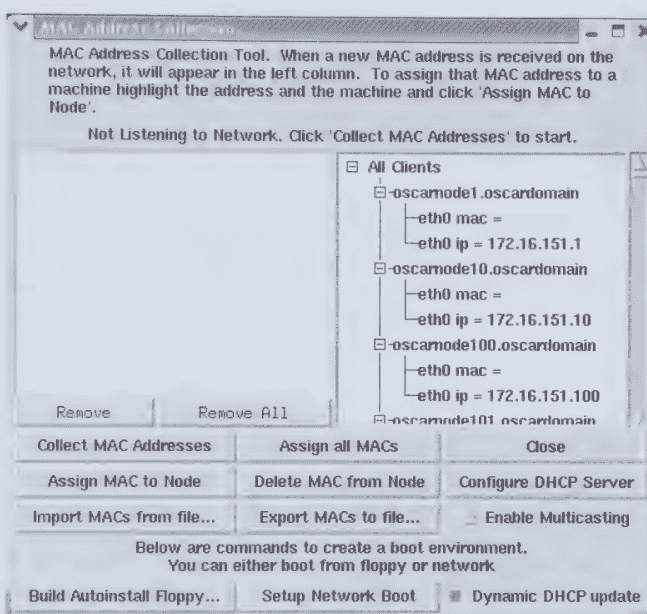 MAC Address Collection
MAC Address Collection Tool. When a new MAC address is received on the
network, it will appear in the left column. To assign that MAC address to a
machine highlight the address and the machine and click 'Assign MAC to
Node'.
Not Listening to Network. Click 'Collect MAC Addresses' to start.
All Clients
oscarnode1.oscardomain
eth0 mac =
eth0 ip = 172.16.151.1
oscarnode10.oscardomain
eth0 mac =
eth0 ip = 172.16.151.10
oscarnode100.oscardomain
eth0 mac =
eth0 ip = 172.16.151.100
oscarnode101.oscardomain
Remove Remove All
Collect MAC Addresses Assign all MACs Close
Assign MAC to Node Delete MAC from Node Configure DHCP Server
Import MACs from file... Export MACs to file... Enable Multicasting
Below are commands to create a boot environment.
You can either boot from floppy or network
Build Autoinstall Floppy... Setup Network Boot Dynamic DHCP update